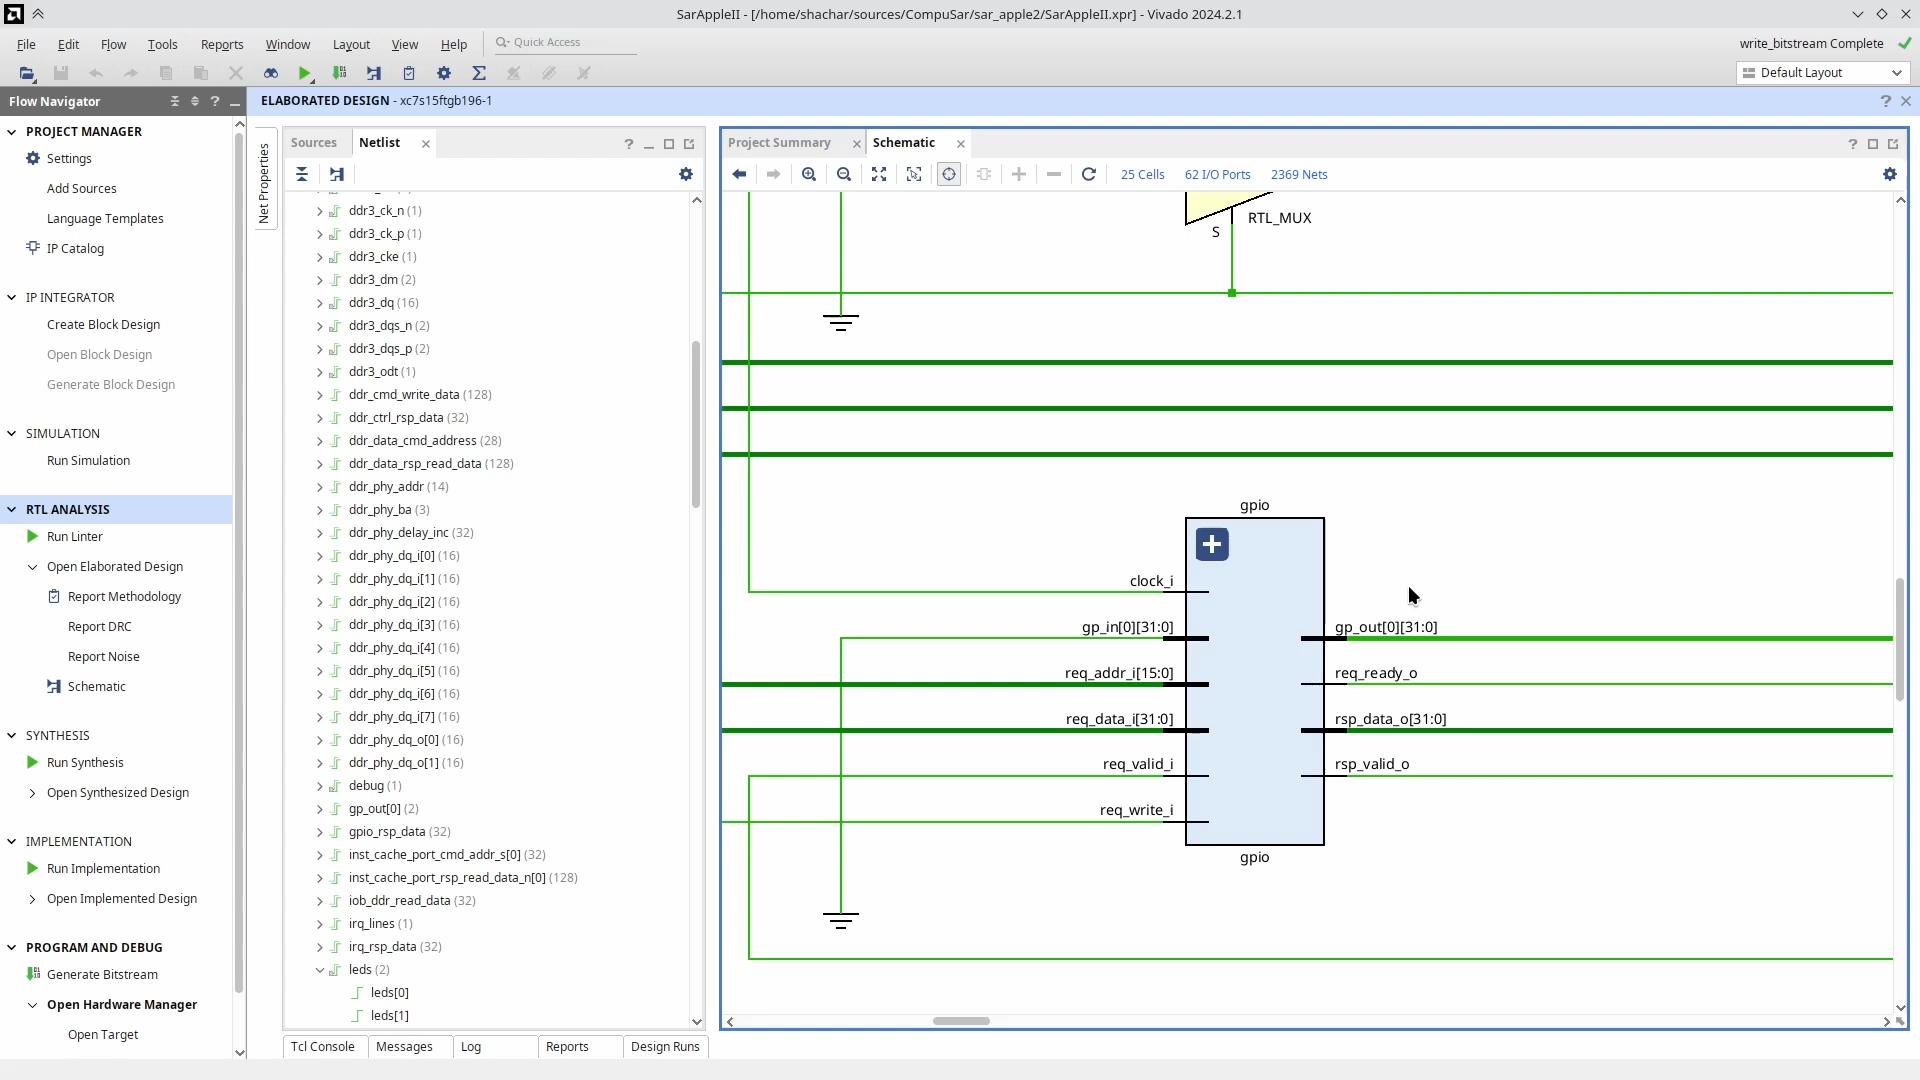 SarAppleII - [/home/shachar/sources/CompuSar/sar_apple2/SarAppleII.xpr] - Vivado 2024.2.1
File Edit Flow Tools Reports Window Layout View Help Quick Access
write_bitstream Complete
Default Layout
Flow Navigator
PROJECT MANAGER
Settings
Add Sources
Language Templates
IP Catalog
IP INTEGRATOR
Create Block Design
Open Block Design
Generate Block Design
SIMULATION
Run Simulation
RTL ANALYSIS
Run Linter
Open Elaborated Design
Report Methodology
Report DRC
Report Noise
Schematic
SYNTHESIS
Run Synthesis
Open Synthesized Design
IMPLEMENTATION
Run Implementation
Open Implemented Design
PROGRAM AND DEBUG
Generate Bitstream
Open Hardware Manager
Open Target
ELABORATED DESIGN - xc7s15ftgb196-1
Net Properties
Sources Netlist
ddr3_ck_n (1)
ddr3_ck_p (1)
ddr3_cke (1)
ddr3_dm (2)
ddr3_dq (16)
ddr3_dqs_n (2)
ddr3_dqs_p (2)
ddr3_odt (1)
ddr_cmd_write_data (128)
ddr_ctrl_rsp_data (32)
ddr_data_cmd_address (28)
ddr_data_rsp_read_data (128)
ddr_phy_addr (14)
ddr_phy_ba (3)
ddr_phy_delay_inc (32)
ddr_phy_dq_i[0] (16)
ddr_phy_dq_i[1] (16)
ddr_phy_dq_i[2] (16)
ddr_phy_dq_i[3] (16)
ddr_phy_dq_i[4] (16)
ddr_phy_dq_i[5] (16)
ddr_phy_dq_i[6] (16)
ddr_phy_dq_i[7] (16)
ddr_phy_dq_o[0] (16)
ddr_phy_dq_o[1] (16)
debug (1)
gp_out[0] (2)
gpio_rsp_data (32)
inst_cache_port_cmd_addr_s[0] (32)
inst_cache_port_rsp_read_data_n[0] (128)
iob_ddr_read_data (32)
irq_lines (1)
irq_rsp_data (32)
leds (2)
leds[0]
leds[1]
Project Summary Schematic
25 Cells 62 I/O Ports 2369 Nets
RTL_MUX
S
gpio
clock_i
gp_in[0][31:0]
req_addr_i[15:0]
req_data_i[31:0]
req_valid_i
req_write_i
gp_out[0][31:0]
req_ready_o
rsp_data_o[31:0]
rsp_valid_o
gpio
Tcl Console Messages Log Reports Design Runs